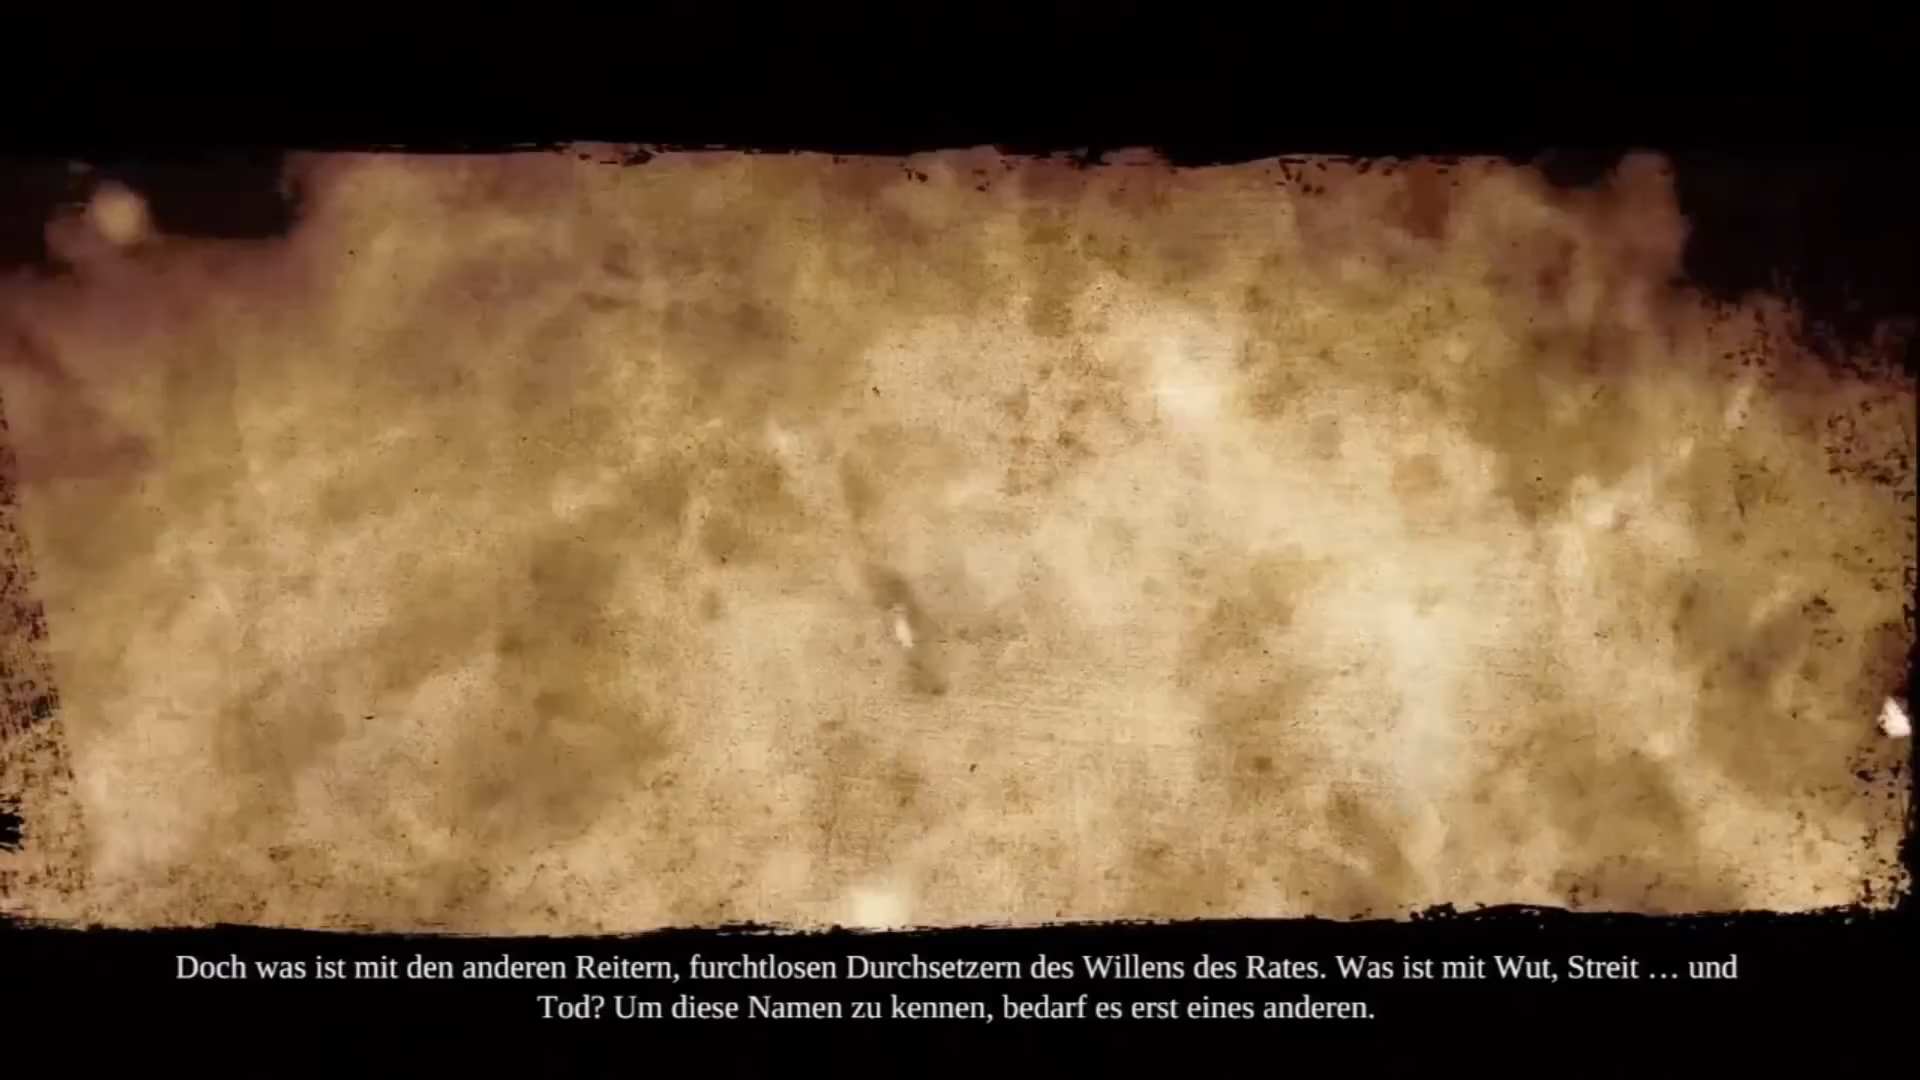 Doch was ist mit den anderen Reitern, furchtlosen Durchsetzern des Willens des Rates. Was ist mit Wut, Streit … und
Tod? Um diese Namen zu kennen, bedarf es erst eines anderen.